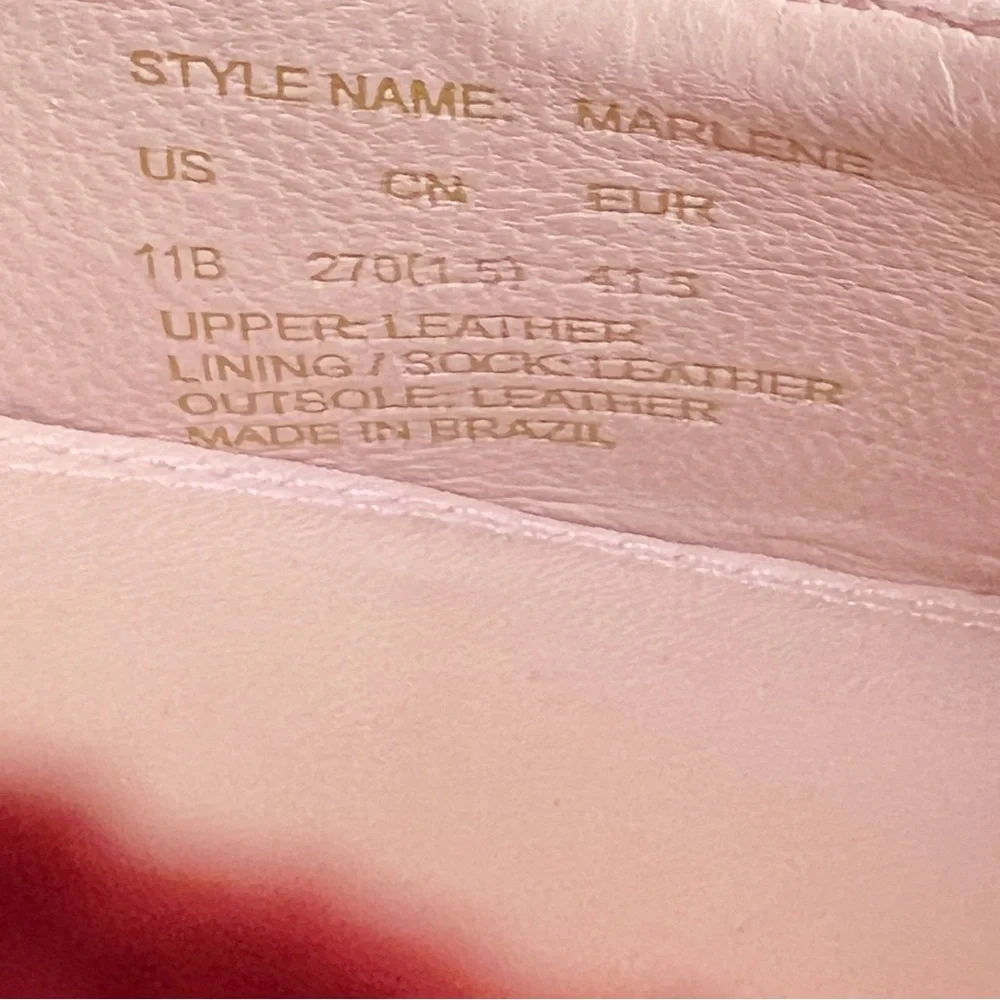 STYLE NAME: MARLENE
US CN EUR
11B 270(1.5) 41.5
UPPER: LEATHER
LINING / SOCK: LEATHER
OUTSOLE: LEATHER
MADE IN BRAZIL